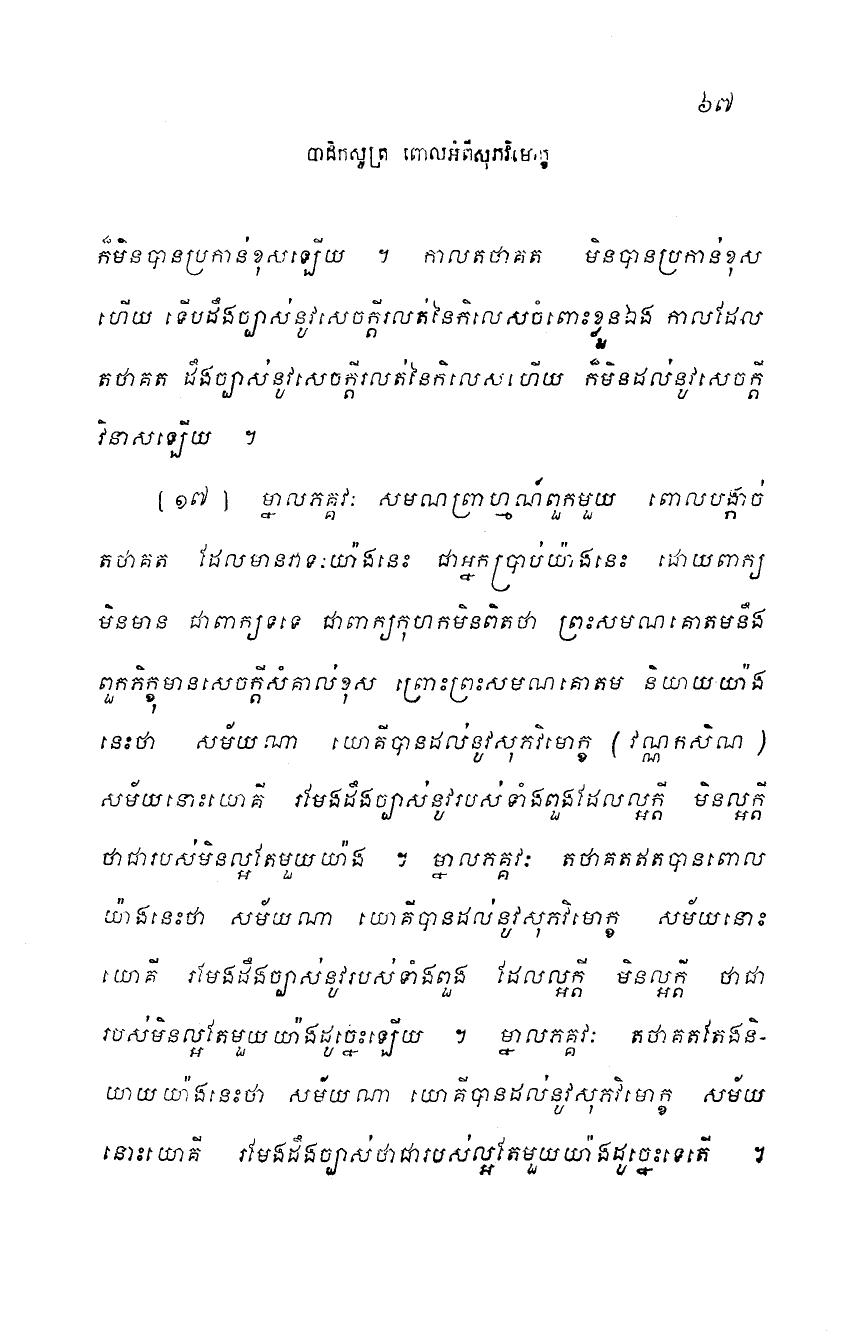 ៦៧
បាដិកសូត្រ ពោលអំពីសុភវិមោក្ខ
ក៏មិនបានប្រកាន់ខុសឡើយ ។ កាលតថាគត មិនបានប្រកាន់ខុស
ហើយ ទើបដឹងច្បាស់នូវសេចក្តីរលត់នៃកិលេសចំពោះខ្លួនឯង កាលដែល
តថាគត ដឹងច្បាស់នូវសេចក្តីរលត់នៃកិលេសហើយ ក៏មិនដល់នូវសេចក្តី
វិនាសឡើយ ។
[១៧] ម្នាលភគ្គវៈ សមណព្រាហ្មណ៍ពួកមួយ ពោលបង្កាច់
តថាគត ដែលមានវាទៈយ៉ាងនេះ ជាអ្នកប្រាប់យ៉ាងនេះ ដោយពាក្យ
មិនមាន ជាពាក្យទទេ ជាពាក្យកុហកមិនពិតថា ព្រះសមណគោតមនឹង
ពួកភិក្ខុមានសេចក្តីសំគាល់ខុស ព្រោះព្រះសមណគោតម និយាយយ៉ាង
នេះថា សម័យណា យោគីបានដល់នូវសុភវិមោក្ខ (វណ្ណកសិណ)
សម័យនោះយោគី រមែងដឹងច្បាស់នូវរបស់ទាំងពួងដែលល្អក្តី មិនល្អក្តី
ថាជារបស់មិនល្អតែមួយយ៉ាង ។ ម្នាលភគ្គវៈ តថាគតឥតបានពោល
យ៉ាងនេះថា សម័យណា យោគីបានដល់នូវសុភវិមោក្ខ សម័យនោះ
យោគី រមែងដឹងច្បាស់នូវរបស់ទាំងពួង ដែលល្អក្តី មិនល្អក្តី ថាជា
របស់មិនល្អតែមួយយ៉ាងដូច្នេះឡើយ ។ ម្នាលភគ្គវៈ តថាគតតែងនិ-
យាយយ៉ាងនេះថា សម័យណា យោគីបានដល់នូវសុភវិមោក្ខ សម័យ
នោះយោគី រមែងដឹងច្បាស់ថាជារបស់ល្អតែមួយយ៉ាងដូច្នេះទេតើ ។